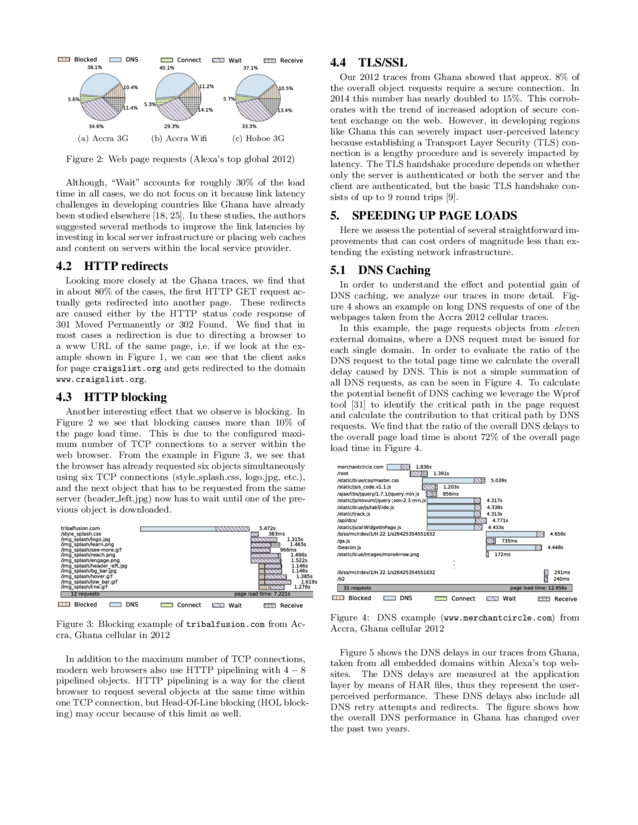 Blocked DNS Connect Wait Receive
38.1% 40.1% 37.1%
10.4% 11.2% 10.5%
5.6% 5.3% 5.7%
11.4% 14.1% 13.4%
34.6% 29.3% 33.3%
(a) Accra 3G (b) Accra Wifi (c) Hohoe 3G
Figure 2: Web page requests (Alexa's top global 2012)
Although, "Wait" accounts for roughly 30% of the load
time in all cases, we do not focus on it because link latency
challenges in developing countries like Ghana have already
been studied elsewhere [18, 25]. In these studies, the authors
suggested several methods to improve the link latencies by
investing in local server infrastructure or placing web caches
and content on servers within the local service provider.
4.2 HTTP redirects
Looking more closely at the Ghana traces, we find that
in about 80% of the cases, the first HTTP GET request ac-
tually gets redirected into another page. These redirects
are caused either by the HTTP status code response of
301 Moved Permanently or 302 Found. We find that in
most cases a redirection is due to directing a browser to
a www URL of the same page, i.e. if we look at the ex-
ample shown in Figure 1, we can see that the client asks
for page craigslist.org and gets redirected to the domain
www.craigslist.org.
4.3 HTTP blocking
Another interesting effect that we observe is blocking. In
Figure 2 we see that blocking causes more than 10% of
the page load time. This is due to the configured maxi-
mum number of TCP connections to a server within the
web browser. From the example in Figure 3, we see that
the browser has already requested six objects simultaneously
using six TCP connections (style_splash.css, logo.jpg, etc.),
and the next object that has to be requested from the same
server (header_left.jpg) now has to wait until one of the pre-
vious object is downloaded.
tribalfusion.com 5.472s
/style_splash.css 383ms
/img_splash/logo.jpg 1.315s
/img_splash/learn.png 1.465s
/img_splash/see-more.gif 966ms
/img_splash/reach.png 1.496s
/img_splash/engage.png 1.522s
/img_splash/header_left.jpg 1.146s
/img_splash/bg_bar.jpg 1.146s
/img_splash/hover.gif 1.385s
/img_splash/low_bar.gif 1.619s
/img_splash/line.gif 1.276s
12 requests page load time: 7.221s
Blocked DNS Connect Wait Receive
Figure 3: Blocking example of tribalfusion.com from Ac-
cra, Ghana cellular in 2012
In addition to the maximum number of TCP connections,
modern web browsers also use HTTP pipelining with 4 − 8
pipelined objects. HTTP pipelining is a way for the client
browser to request several objects at the same time within
one TCP connection, but Head-Of-Line blocking (HOL block-
ing) may occur because of this limit as well.
4.4 TLS/SSL
Our 2012 traces from Ghana showed that approx. 8% of
the overall object requests require a secure connection. In
2014 this number has nearly doubled to 15%. This corrob-
orates with the trend of increased adoption of secure con-
tent exchange on the web. However, in developing regions
like Ghana this can severely impact user-perceived latency
because establishing a Transport Layer Security (TLS) con-
nection is a lengthy procedure and is severely impacted by
latency. The TLS handshake procedure depends on whether
only the server is authenticated or both the server and the
client are authenticated, but the basic TLS handshake con-
sists of up to 9 round trips [9].
5. SPEEDING UP PAGE LOADS
Here we assess the potential of several straightforward im-
provements that can cost orders of magnitude less than ex-
tending the existing network infrastructure.
5.1 DNS Caching
In order to understand the effect and potential gain of
DNS caching, we analyze our traces in more detail. Fig-
ure 4 shows an example on long DNS requests of one of the
webpages taken from the Accra 2012 cellular traces.
In this example, the page requests objects from eleven
external domains, where a DNS request must be issued for
each single domain. In order to evaluate the ratio of the
DNS request to the total page time we calculate the overall
delay caused by DNS. This is not a simple summation of
all DNS requests, as can be seen in Figure 4. To calculate
the potential benefit of DNS caching we leverage the Wprof
tool [31] to identify the critical path in the page request
and calculate the contribution to that critical path by DNS
requests. We find that the ratio of the overall DNS delays to
the overall page load time is about 72% of the overall page
load time in Figure 4.
merchantcircle.com 1.836s
/root 1.391s
/static/blue/css/master.css 5.039s
/static/js/s_code.v1.1.js 1.203s
/ajax/libs/jquery/1.7.1/jquery.min.js 856ms
/static/js/novum/jquery.json-2.3.min.js 4.317s
/static/blue/js/tabSlide.js 4.338s
/static/track.js 4.313s
/api/dcs/ 4.771s
/static/js/al/WidgetInPage.js 4.433s
/b/ss/mcirdev/1/H.22.1/s26425354551632 4.656s
/ga.js 735ms
/beacon.js 4.448s
/static/blue/images/moreArrow.png 172ms
/b/ss/mcirdev/1/H.22.1/s26425354551632 291ms
/b2 240ms
31 requests page load time: 12.956s
Blocked DNS Connect Wait Receive
Figure 4: DNS example (www.merchantcircle.com) from
Accra, Ghana cellular 2012
Figure 5 shows the DNS delays in our traces from Ghana,
taken from all embedded domains within Alexa's top web-
sites. The DNS delays are measured at the application
layer by means of HAR files, thus they represent the user-
perceived performance. These DNS delays also include all
DNS retry attempts and redirects. The figure shows how
the overall DNS performance in Ghana has changed over
the past two years.